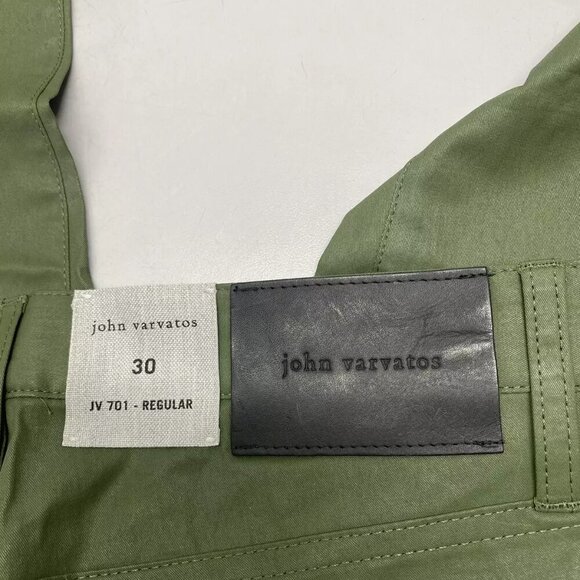 john varvatos
30
JV 701 - REGULAR
john varvatos